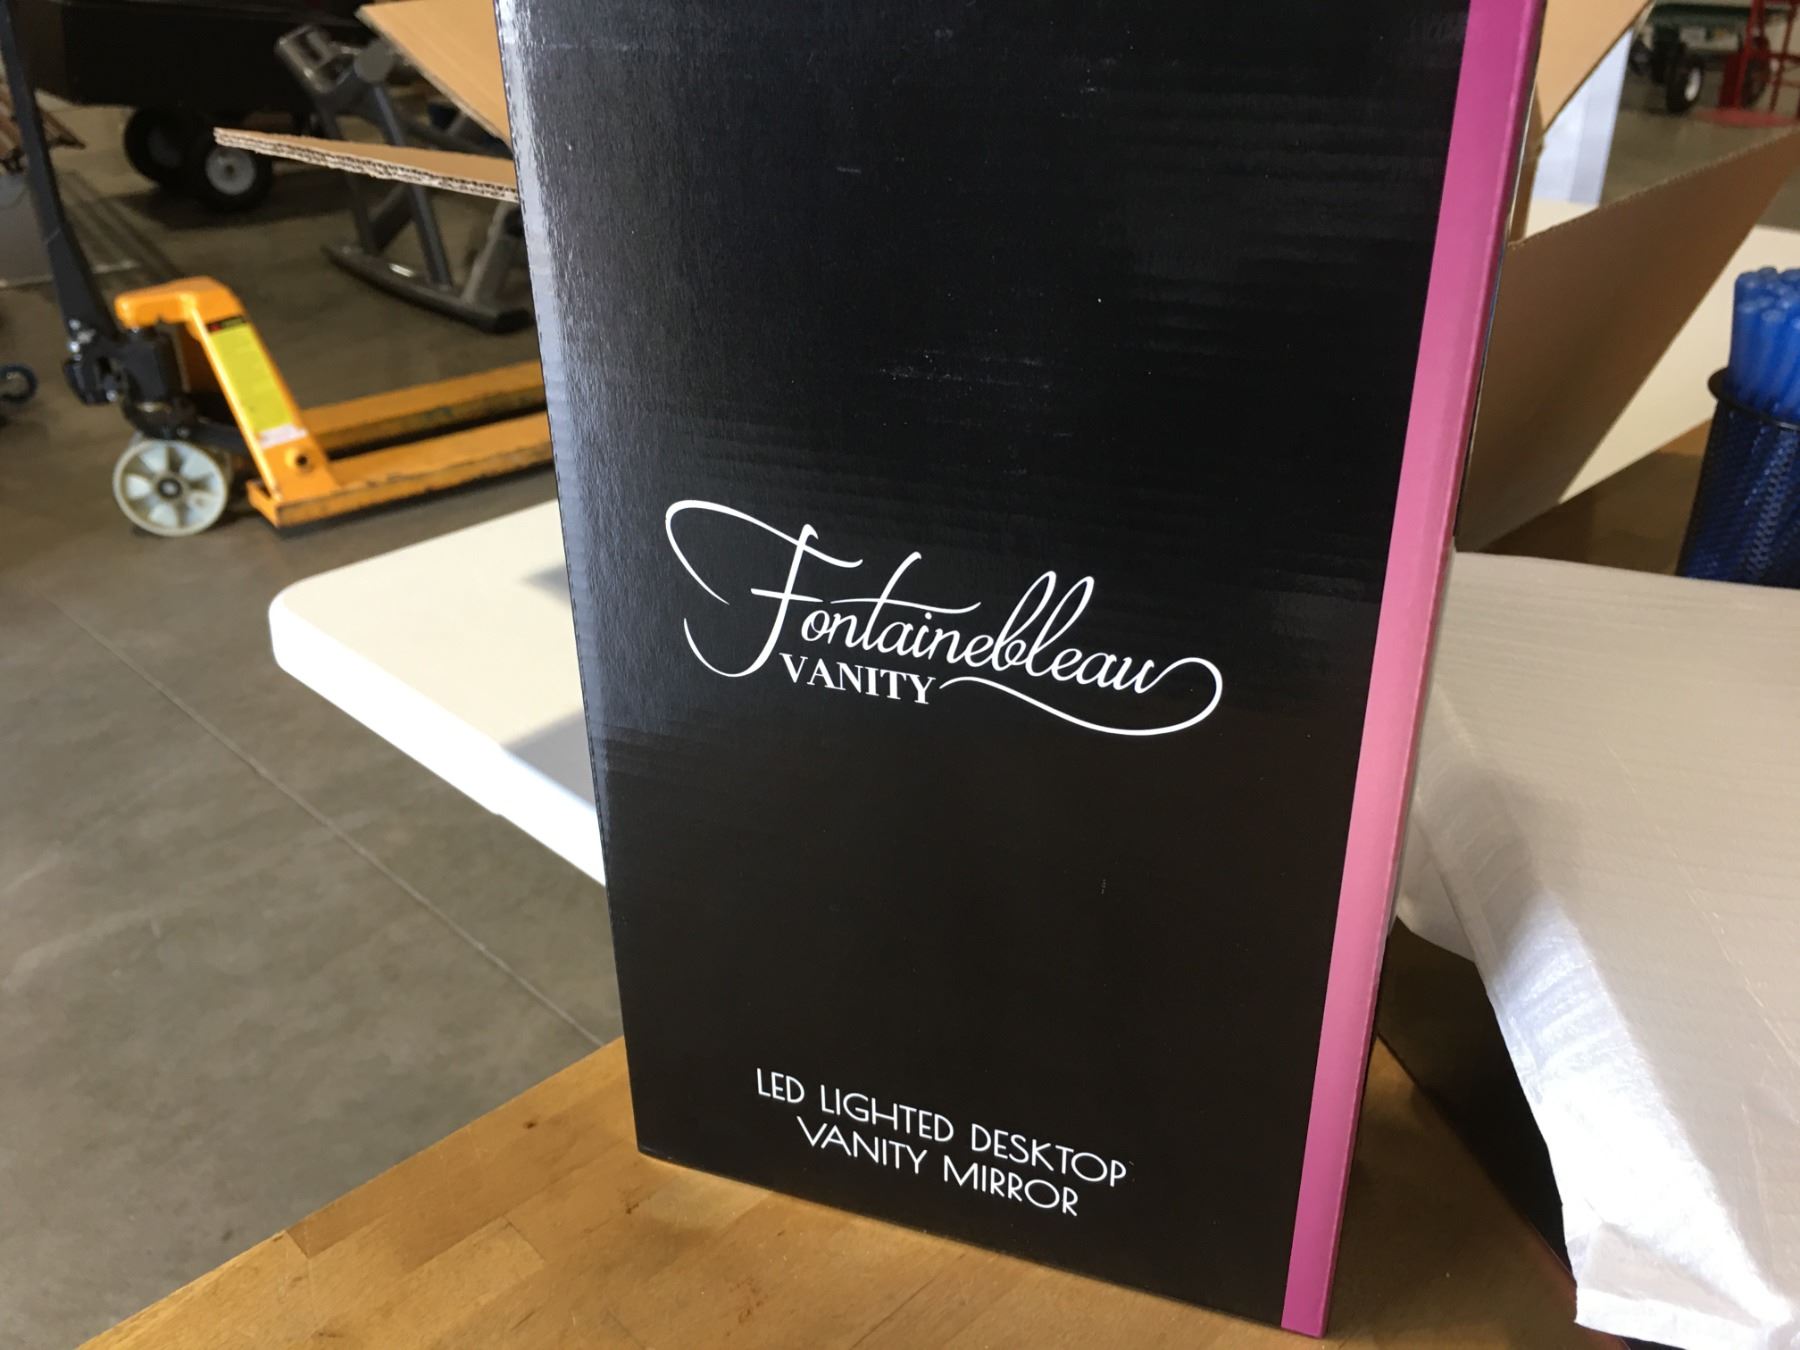 Fontainebleau
VANITY
LED LIGHTED DESKTOP
VANITY MIRROR